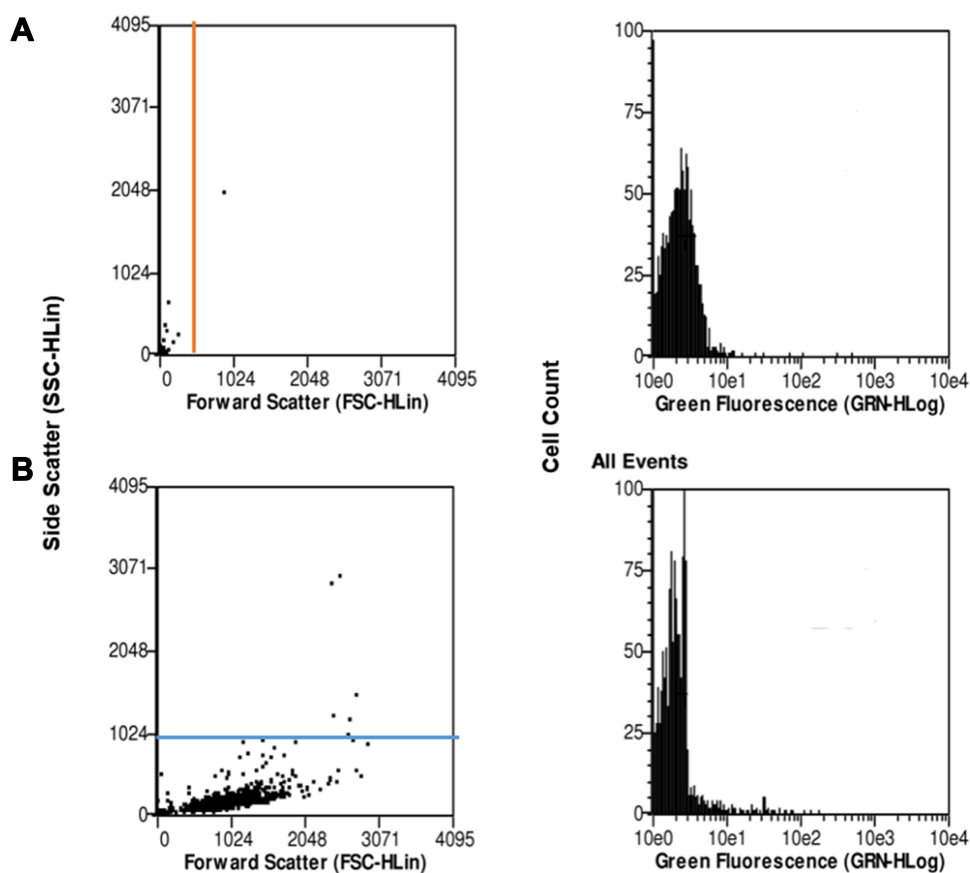 A
4095
3071
2048
1024
0
0 1024 2048 3071 4095
Forward Scatter (FSC-HLin)
100
75
50
25
0
10e0 10e1 10e2 10e3 10e4
Green Fluorescence (GRN-HLog)
Side Scatter (SSC-HLin)
Cell Count
B
4095
3071
2048
1024
0
0 1024 2048 3071 4095
Forward Scatter (FSC-HLin)
All Events
100
75
50
25
0
10e0 10e1 10e2 10e3 10e4
Green Fluorescence (GRN-HLog)